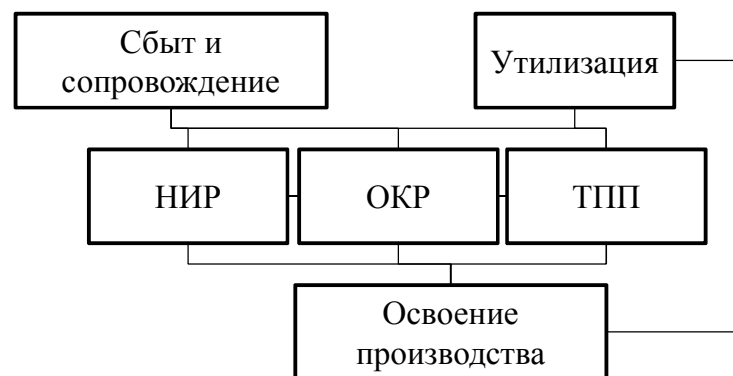 Сбыт и
сопровождение
Утилизация
НИР
ОКР
ТПП
Освоение
производства